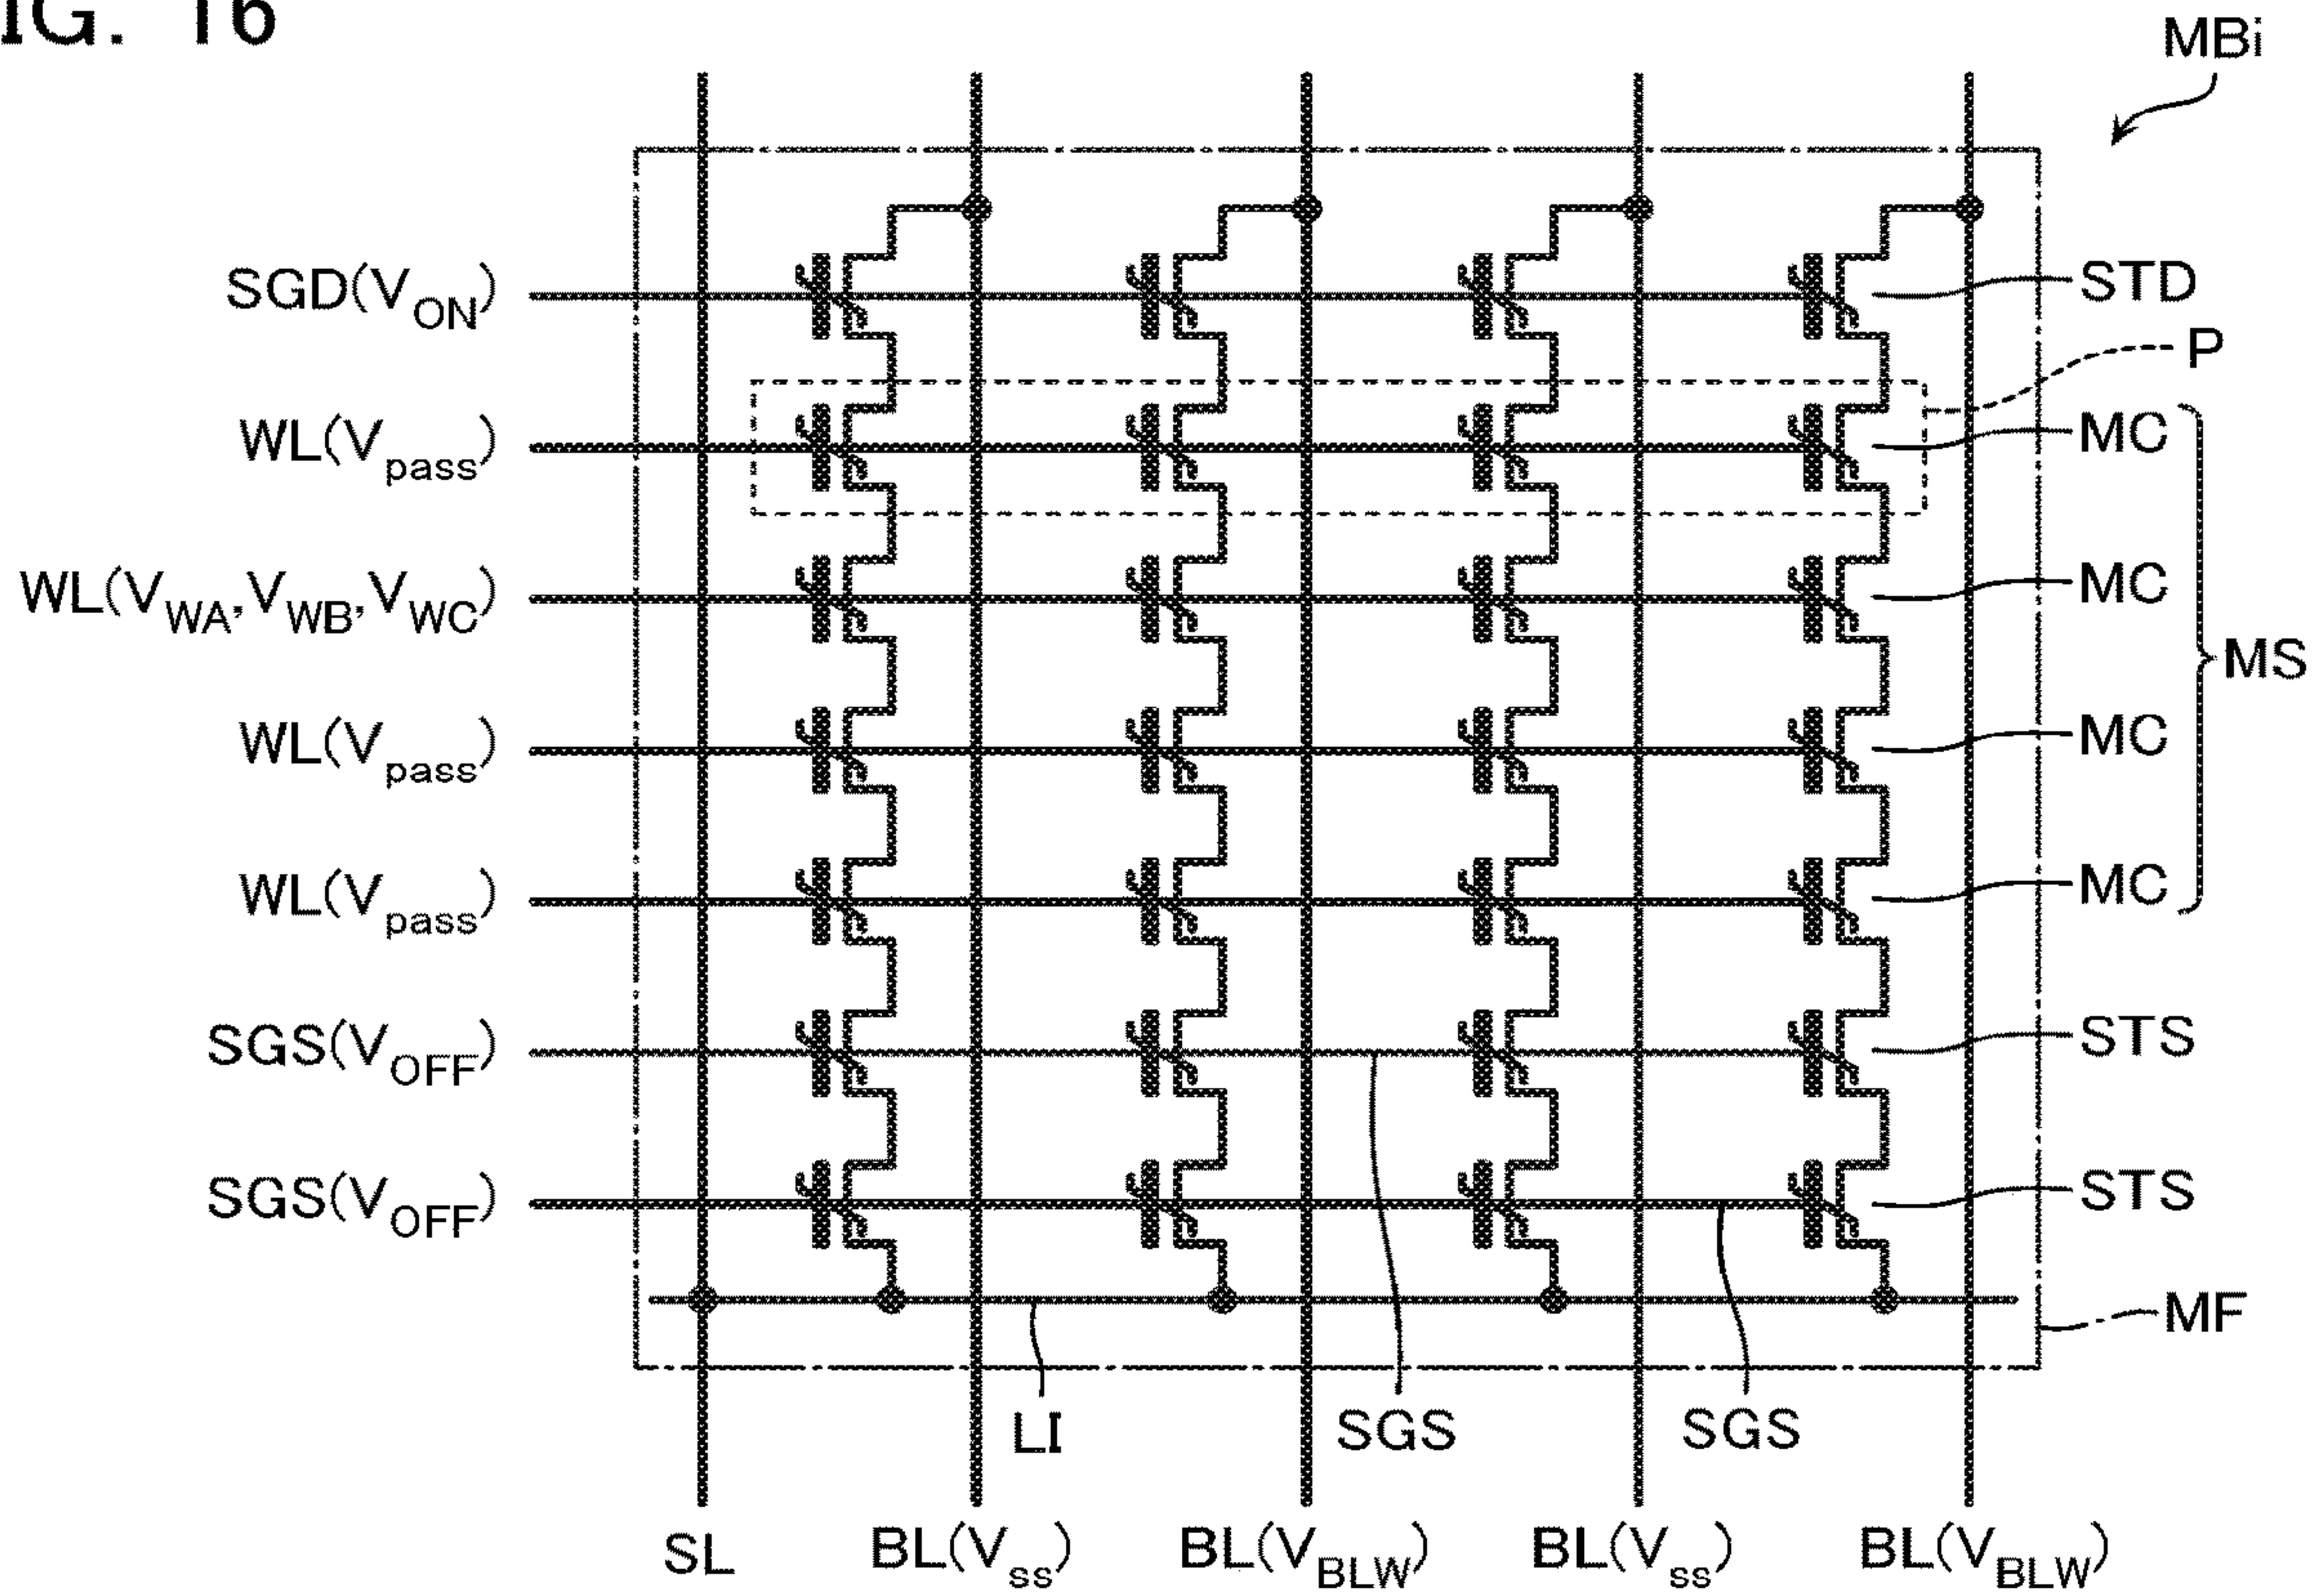 IG. 16
MBi
SGD(VON) STD
P
WL(Vpass) MC
WL(VWA,VWB,VWC) MC
MS
WL(Vpass) MC
WL(Vpass) MC
SGS(VOFF) STS
SGS(VOFF) STS
MF
LI SGS SGS
SL BL(Vss) BL(VBLW) BL(Vss) BL(VBLW)